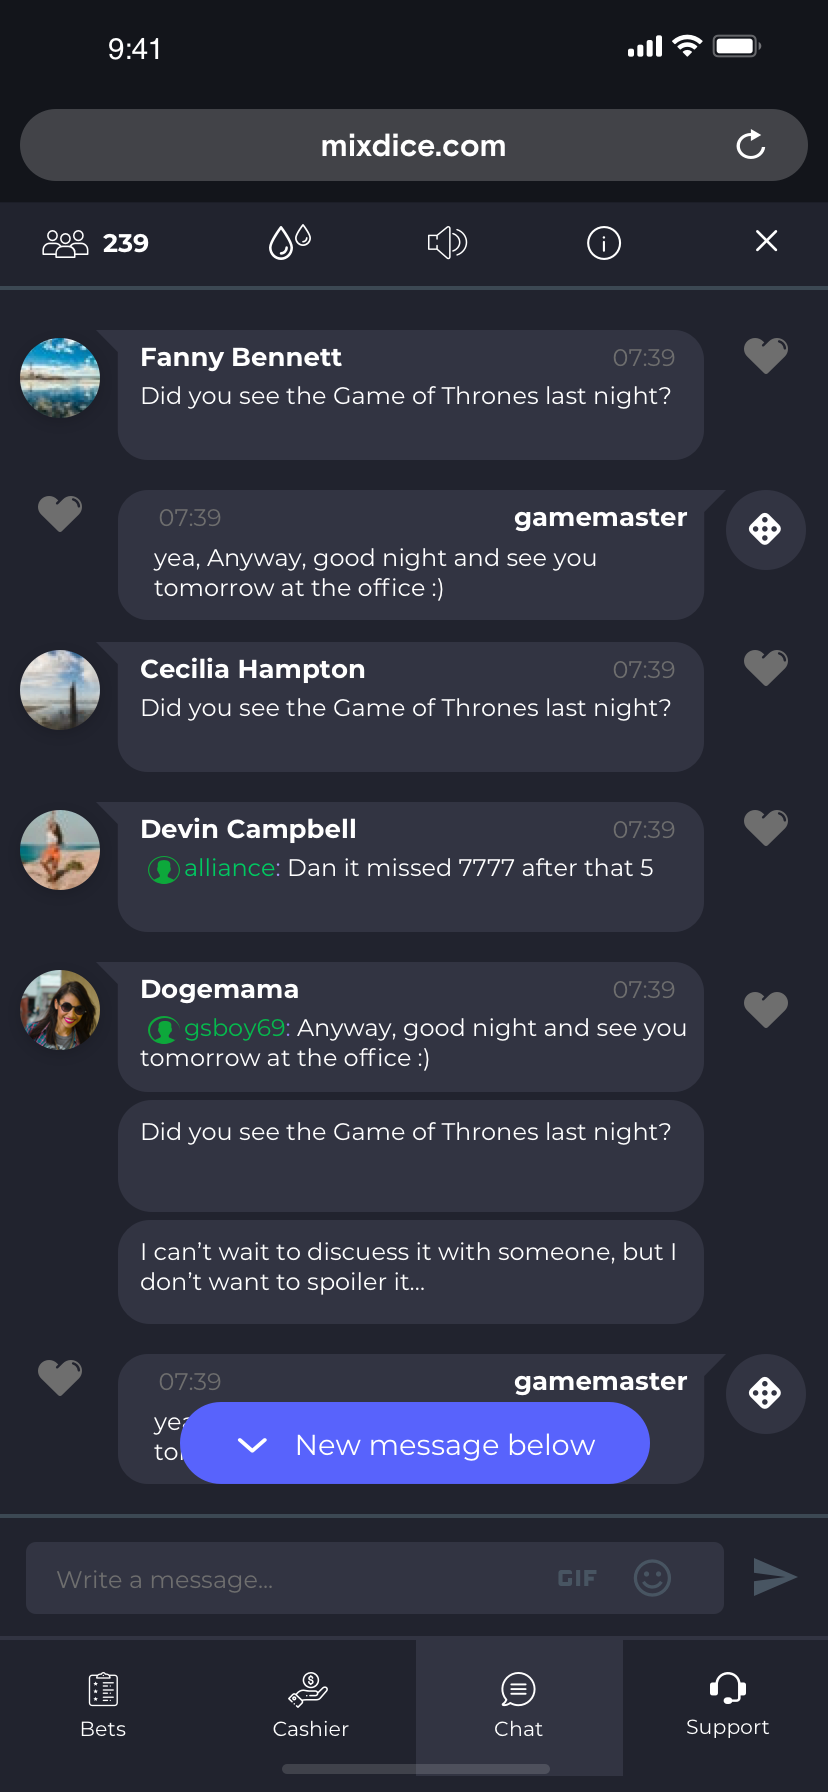 9:41
mixdice.com
239
Fanny Bennett 07:39
Did you see the Game of Thrones last night?
07:39 gamemaster
yea, Anyway, good night and see you
tomorrow at the office :)
Cecilia Hampton 07:39
Did you see the Game of Thrones last night?
Devin Campbell 07:39
alliance: Dan it missed 7777 after that 5
Dogemama 07:39
gsboy69: Anyway, good night and see you
tomorrow at the office :)
Did you see the Game of Thrones last night?
I can’t wait to discuess it with someone, but I
don’t want to spoiler it...
07:39 gamemaster
New message below
Write a message...
GIF
Bets Cashier Chat Support